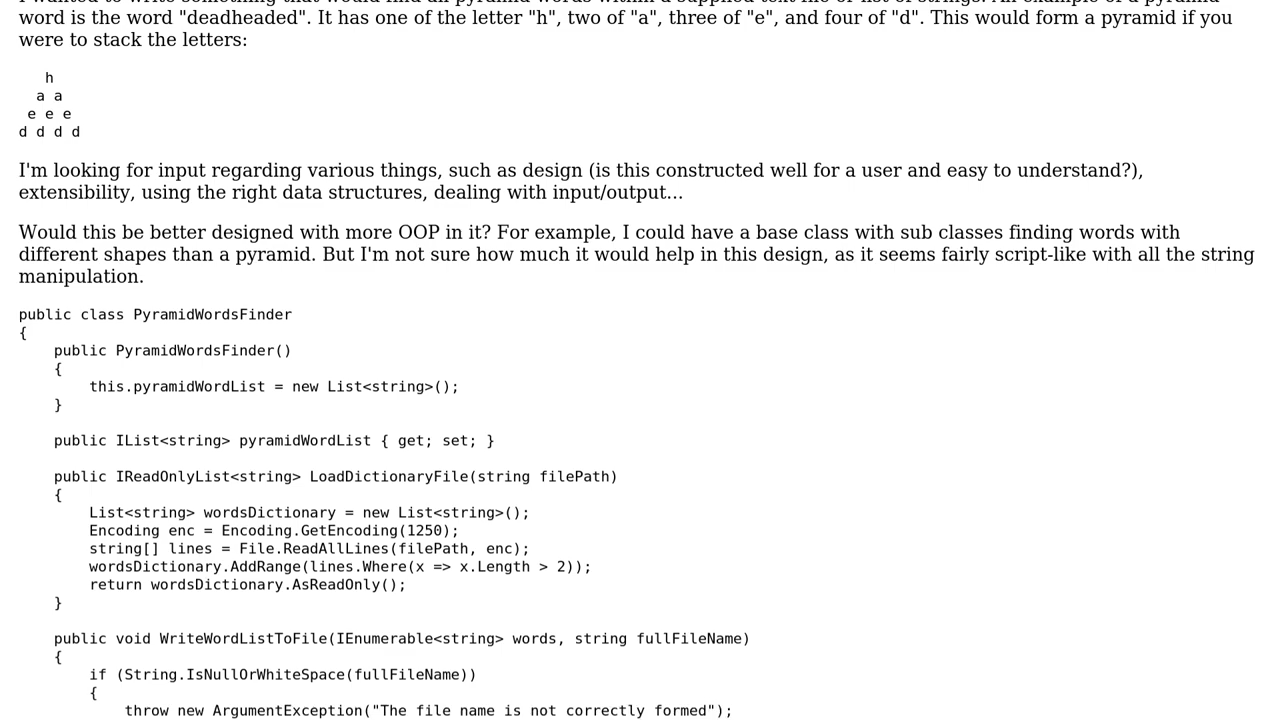 word is the word "deadheaded". It has one of the letter "h", two of "a", three of "e", and four of "d". This would form a pyramid if you
were to stack the letters:
h
a a
e e e
d d d d
I'm looking for input regarding various things, such as design (is this constructed well for a user and easy to understand?),
extensibility, using the right data structures, dealing with input/output...
Would this be better designed with more OOP in it? For example, I could have a base class with sub classes finding words with
different shapes than a pyramid. But I'm not sure how much it would help in this design, as it seems fairly script-like with all the string
manipulation.
public class PyramidWordsFinder
{
    public PyramidWordsFinder()
    {
        this.pyramidWordList = new List<string>();
    }
    public IList<string> pyramidWordList { get; set; }
    public IReadOnlyList<string> LoadDictionaryFile(string filePath)
    {
        List<string> wordsDictionary = new List<string>();
        Encoding enc = Encoding.GetEncoding(1250);
        string[] lines = File.ReadAllLines(filePath, enc);
        wordsDictionary.AddRange(lines.Where(x => x.Length > 2));
        return wordsDictionary.AsReadOnly();
    }
    public void WriteWordListToFile(IEnumerable<string> words, string fullFileName)
    {
        if (String.IsNullOrWhiteSpace(fullFileName))
        {
            throw new ArgumentException("The file name is not correctly formed");